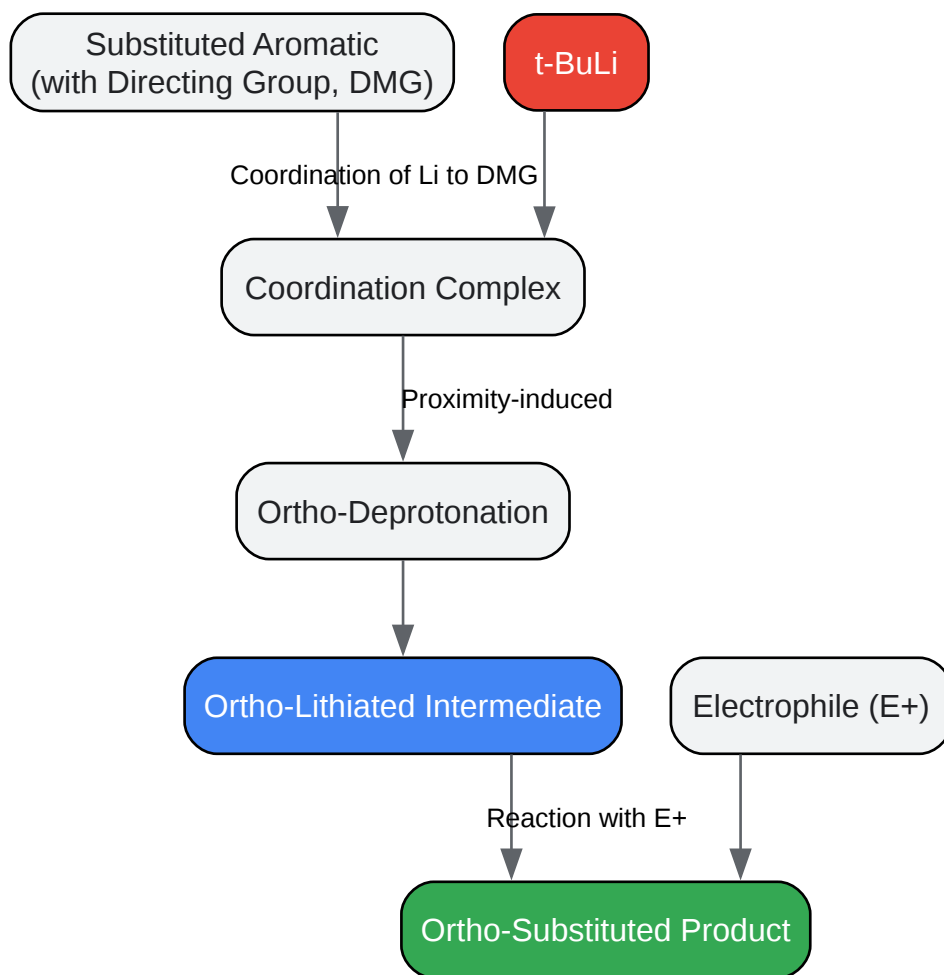 Substituted Aromatic
(with Directing Group, DMG)
t-BuLi
Coordination of Li to DMG
Coordination Complex
Proximity-induced
Ortho-Deprotonation
Ortho-Lithiated Intermediate
Electrophile (E+)
Reaction with E+
Ortho-Substituted Product